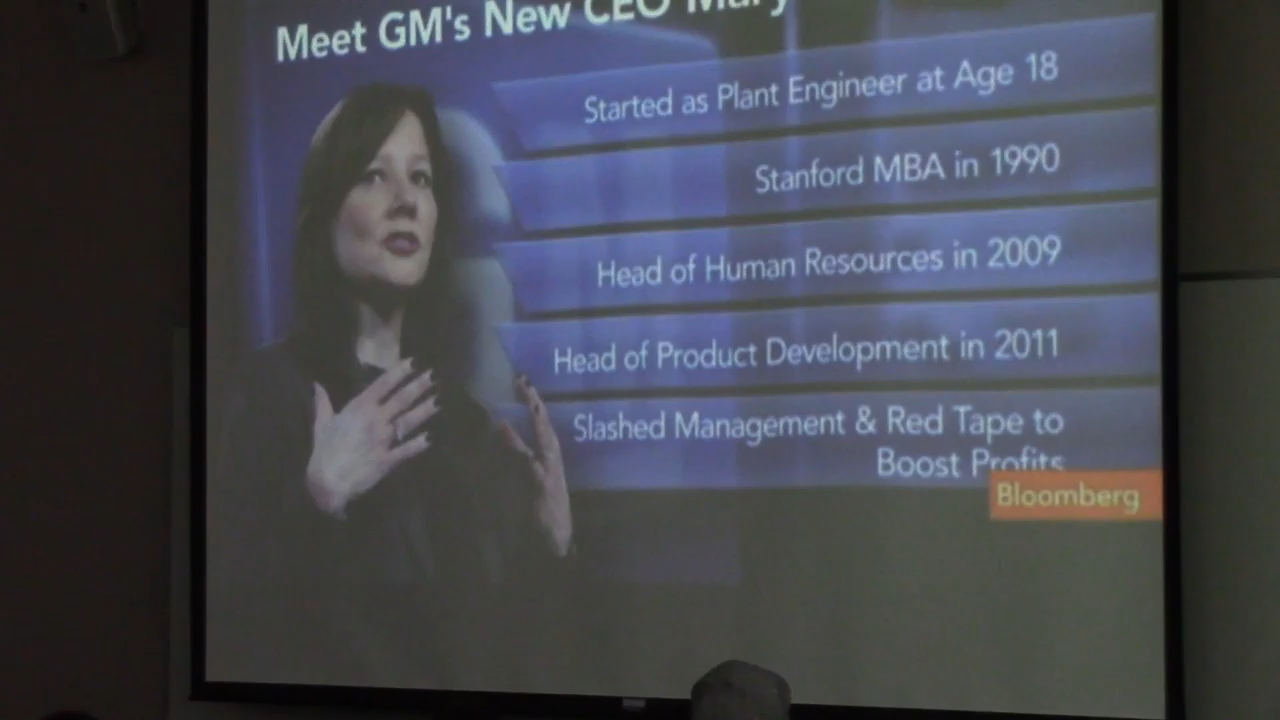 Meet GM's New CEO Mary
Started as Plant Engineer at Age 18
Stanford MBA in 1990
Head of Human Resources in 2009
Head of Product Development in 2011
Slashed Management & Red Tape to
Boost Profits
Bloomberg